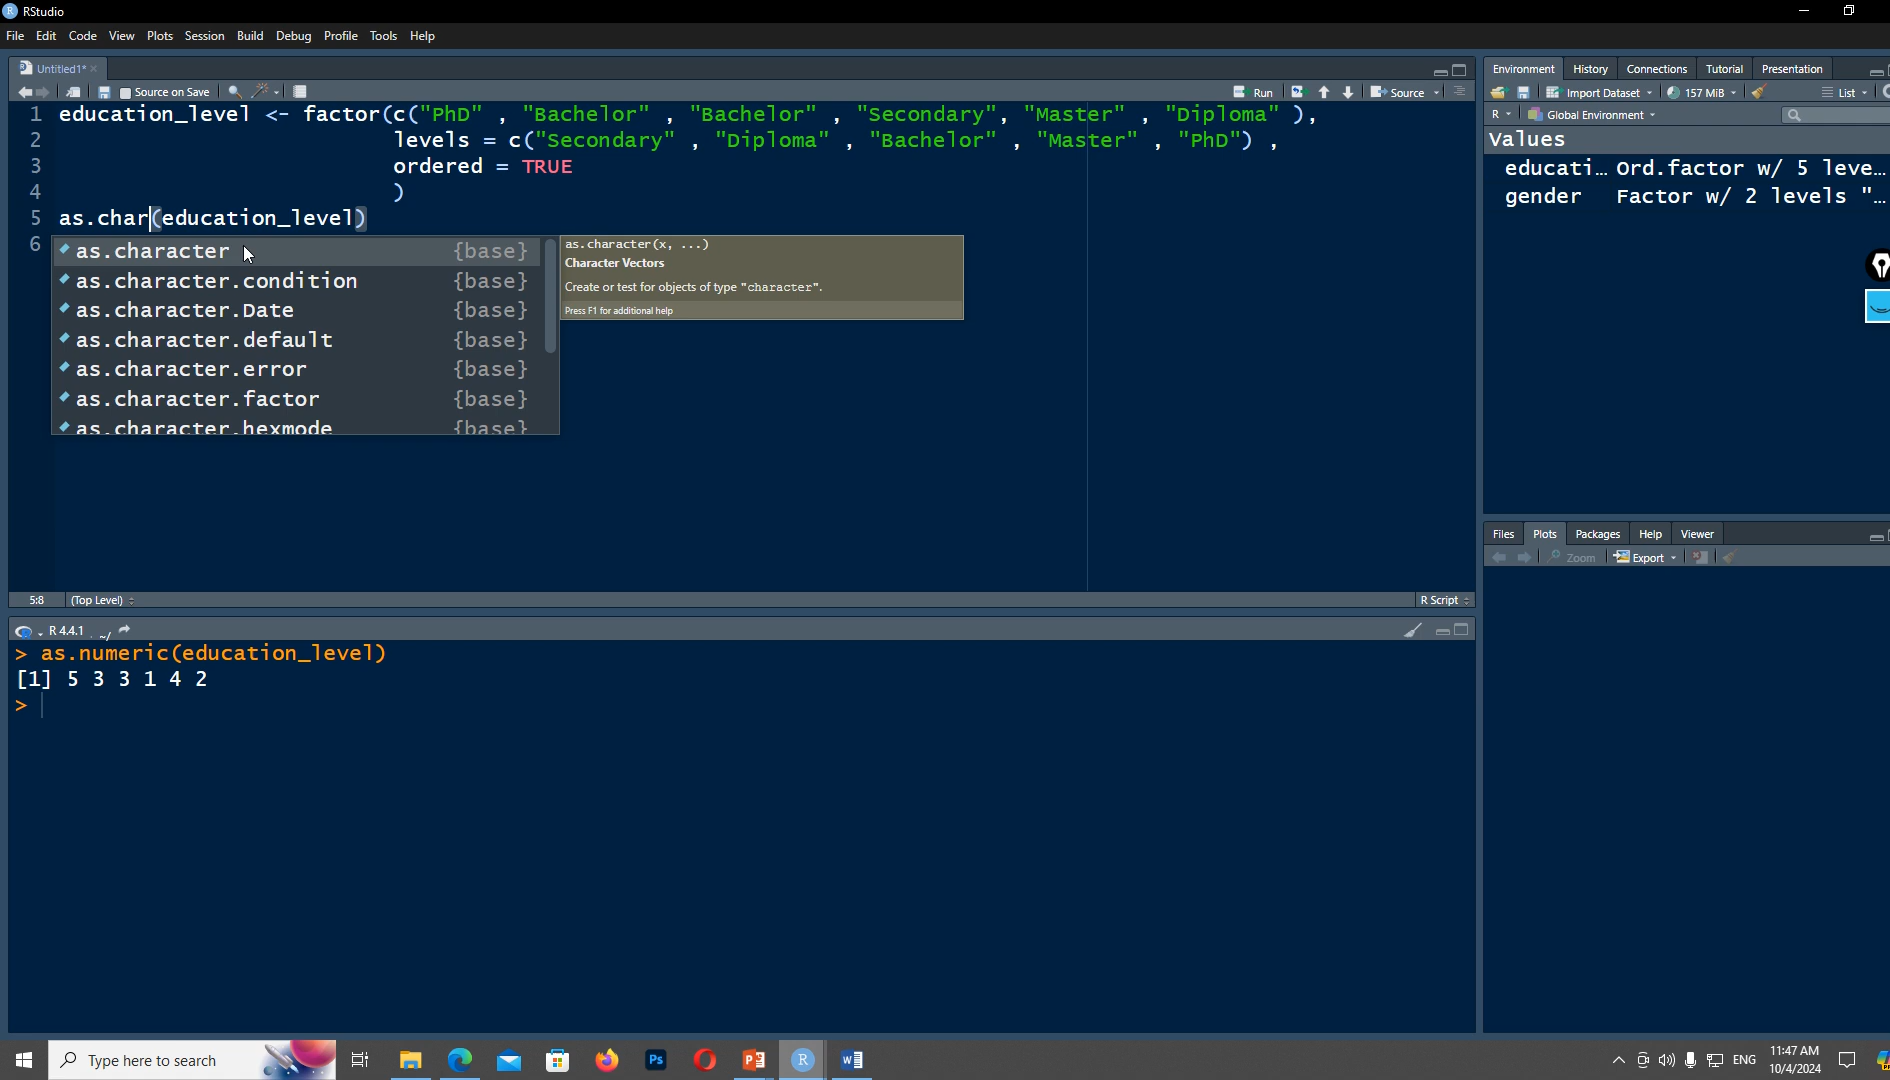 RStudio
File Edit Code View Plots Session Build Debug Profile Tools Help
Untitled1*
Source on Save Run Source
1 education_level <- factor(c("PhD" , "Bachelor" , "Bachelor" , "Secondary", "Master" , "Diploma" ),
2 levels = c("Secondary" , "Diploma" , "Bachelor" , "Master" , "PhD") ,
3 ordered = TRUE
4 )
5 as.char(education_level)
6
as.character {base}
as.character.condition {base}
as.character.Date {base}
as.character.default {base}
as.character.error {base}
as.character.factor {base}
as.character.hexmode {base}
as.character(x, ...)
Character Vectors
Create or test for objects of type "character".
Press F1 for additional help
5:8 (Top Level) R Script
R 4.4.1 . ~/
> as.numeric(education_level)
[1] 5 3 3 1 4 2
>
Environment History Connections Tutorial Presentation
Import Dataset 157 MiB List
R Global Environment
Values
educati… Ord.factor w/ 5 leve…
gender Factor w/ 2 levels "…
Files Plots Packages Help Viewer
Zoom Export
Type here to search
Ps
R
ENG
11:47 AM
10/4/2024